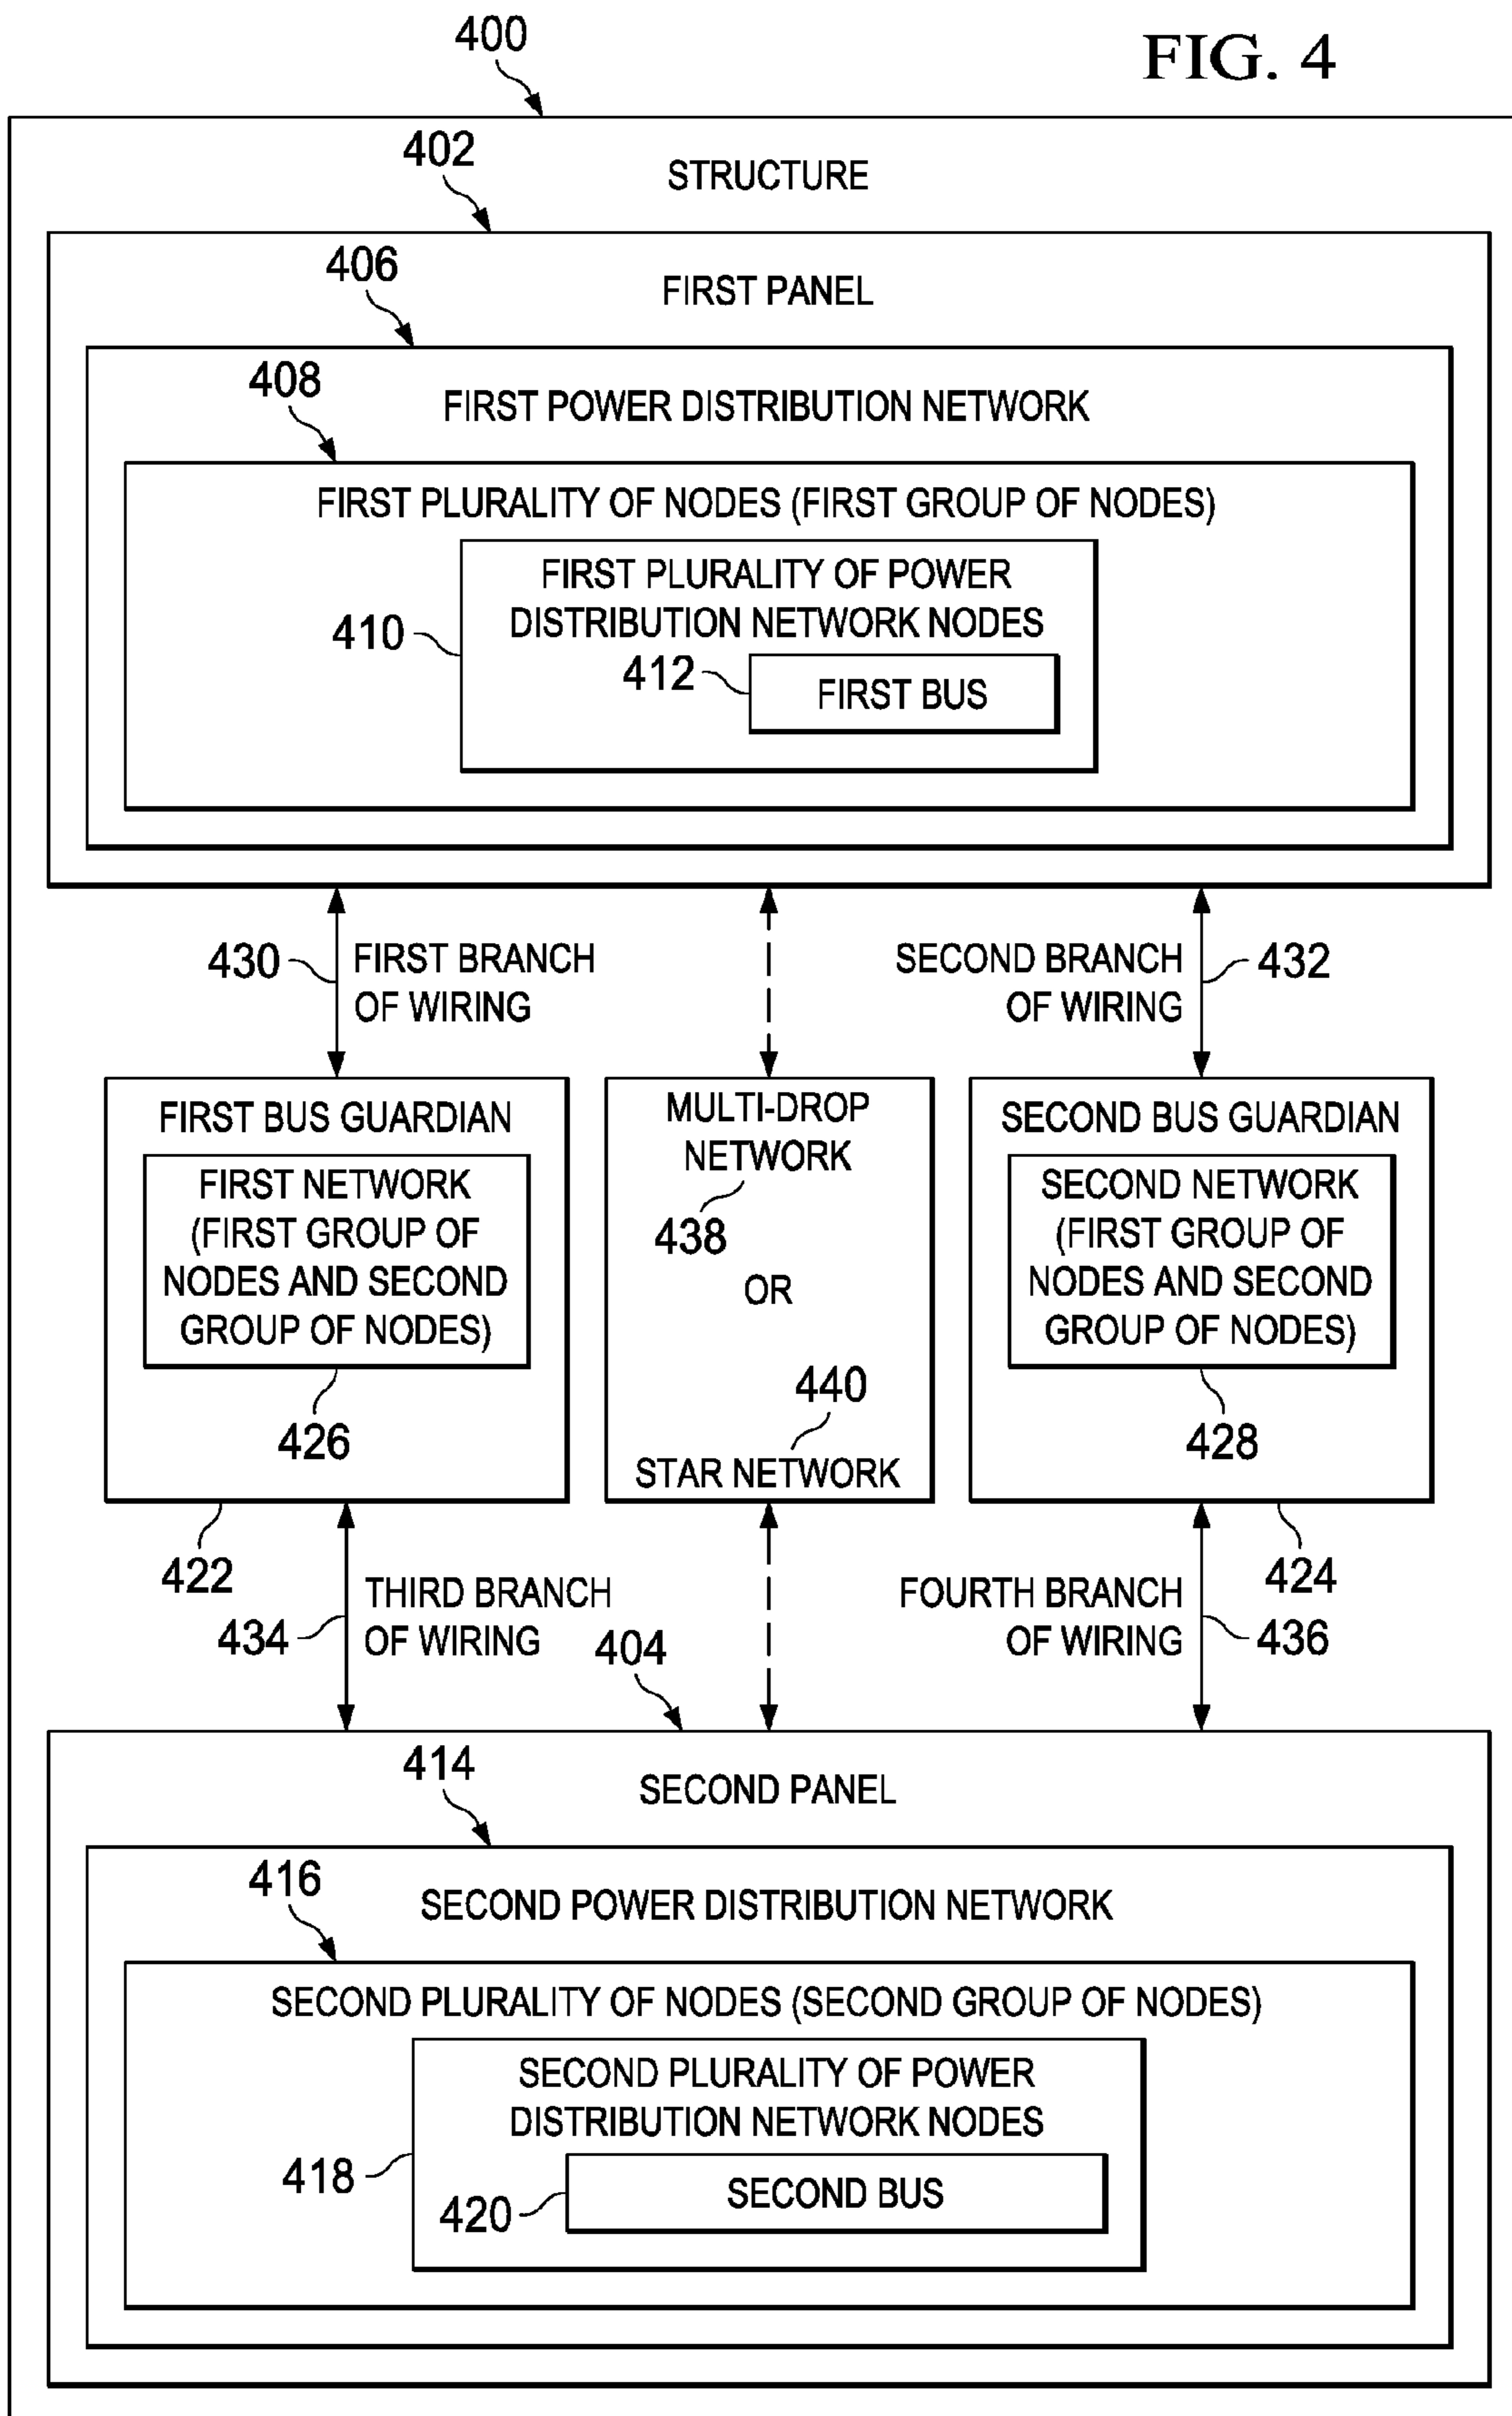 400
FIG. 4
402
STRUCTURE
406
FIRST PANEL
408
FIRST POWER DISTRIBUTION NETWORK
FIRST PLURALITY OF NODES (FIRST GROUP OF NODES)
FIRST PLURALITY OF POWER
DISTRIBUTION NETWORK NODES
410
412
FIRST BUS
430
FIRST BRANCH
OF WIRING
SECOND BRANCH
OF WIRING
432
FIRST BUS GUARDIAN
FIRST NETWORK
(FIRST GROUP OF
NODES AND SECOND
GROUP OF NODES)
426
422
MULTI-DROP
NETWORK
438
OR
440
STAR NETWORK
SECOND BUS GUARDIAN
SECOND NETWORK
(FIRST GROUP OF
NODES AND SECOND
GROUP OF NODES)
428
424
434
THIRD BRANCH
OF WIRING
404
FOURTH BRANCH
OF WIRING
436
414
SECOND PANEL
416
SECOND POWER DISTRIBUTION NETWORK
SECOND PLURALITY OF NODES (SECOND GROUP OF NODES)
SECOND PLURALITY OF POWER
DISTRIBUTION NETWORK NODES
418
420
SECOND BUS